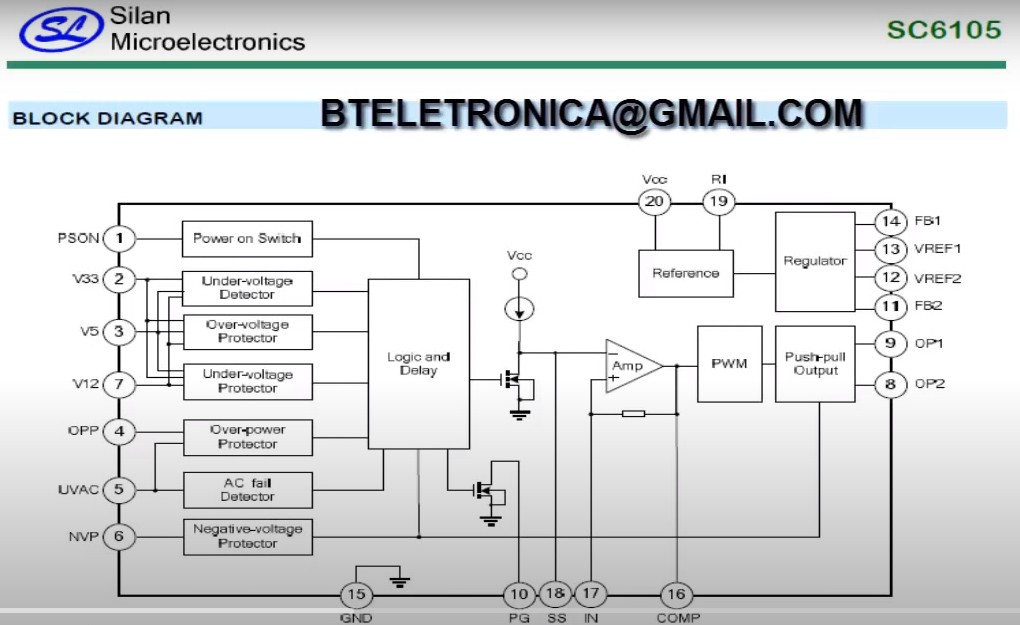 Silan
Microelectronics
SC6105
BLOCK DIAGRAM
BTELETRONICA@GMAIL.COM
Vcc
RI
20
19
PSON
1
Power on Switch
14
FB1
V33
2
Under-voltage
Detector
Vcc
Reference
Regulator
13
VREF1
12
VREF2
11
FB2
V5
3
Over-voltage
Protector
Logic and
Delay
Amp
PWM
Push-pull
Output
9
OP1
V12
7
Under-voltage
Protector
8
OP2
OPP
4
Over-power
Protector
UVAC
5
AC fail
Detector
NVP
6
Negative-voltage
Protector
15
10
18
17
16
GND
PG
SS
IN
COMP